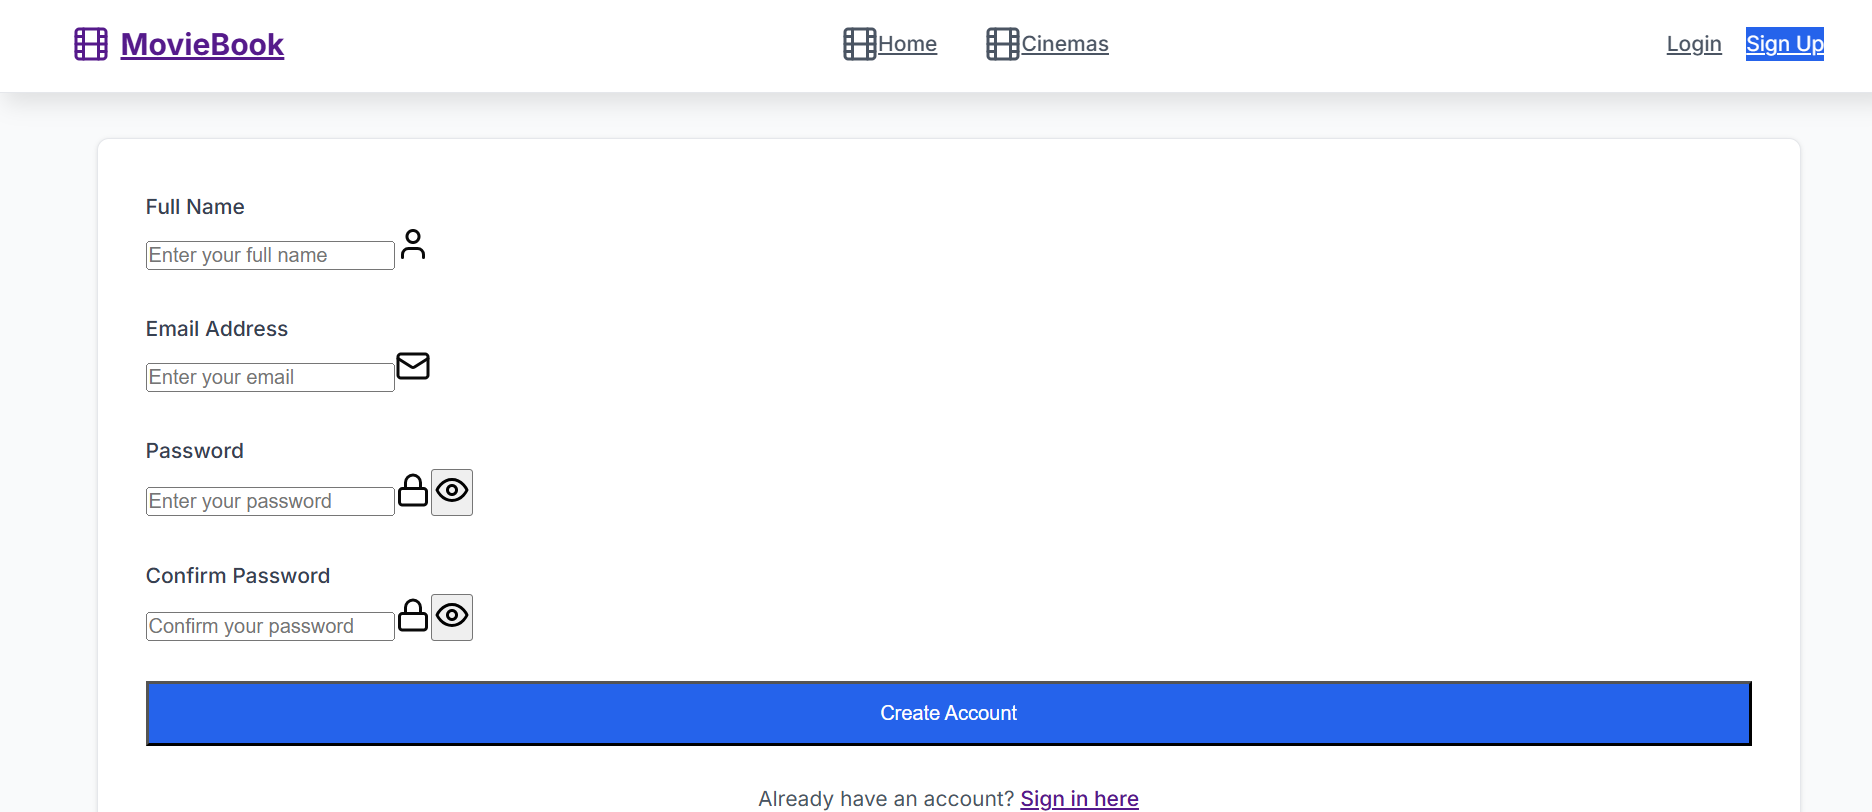 MovieBook Home Cinemas Login Sign Up
Full Name
Enter your full name
Email Address
Enter your email
Password
Enter your password
Confirm Password
Confirm your password
Create Account
Already have an account? Sign in here